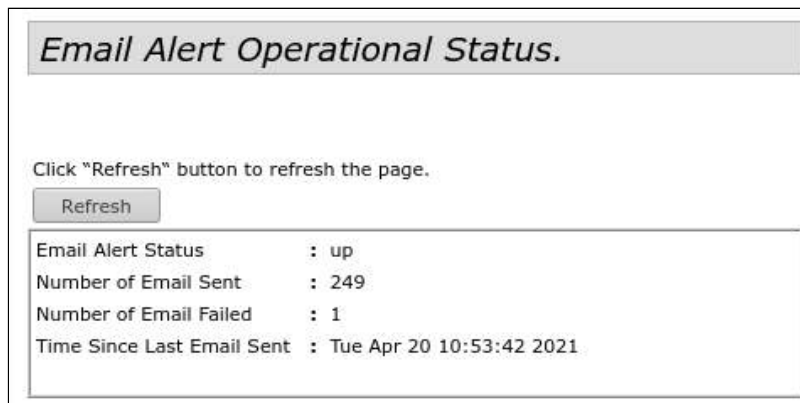 Email Alert Operational Status.
Click “Refresh“ button to refresh the page.
Refresh
Email Alert Status : up
Number of Email Sent : 249
Number of Email Failed : 1
Time Since Last Email Sent : Tue Apr 20 10:53:42 2021